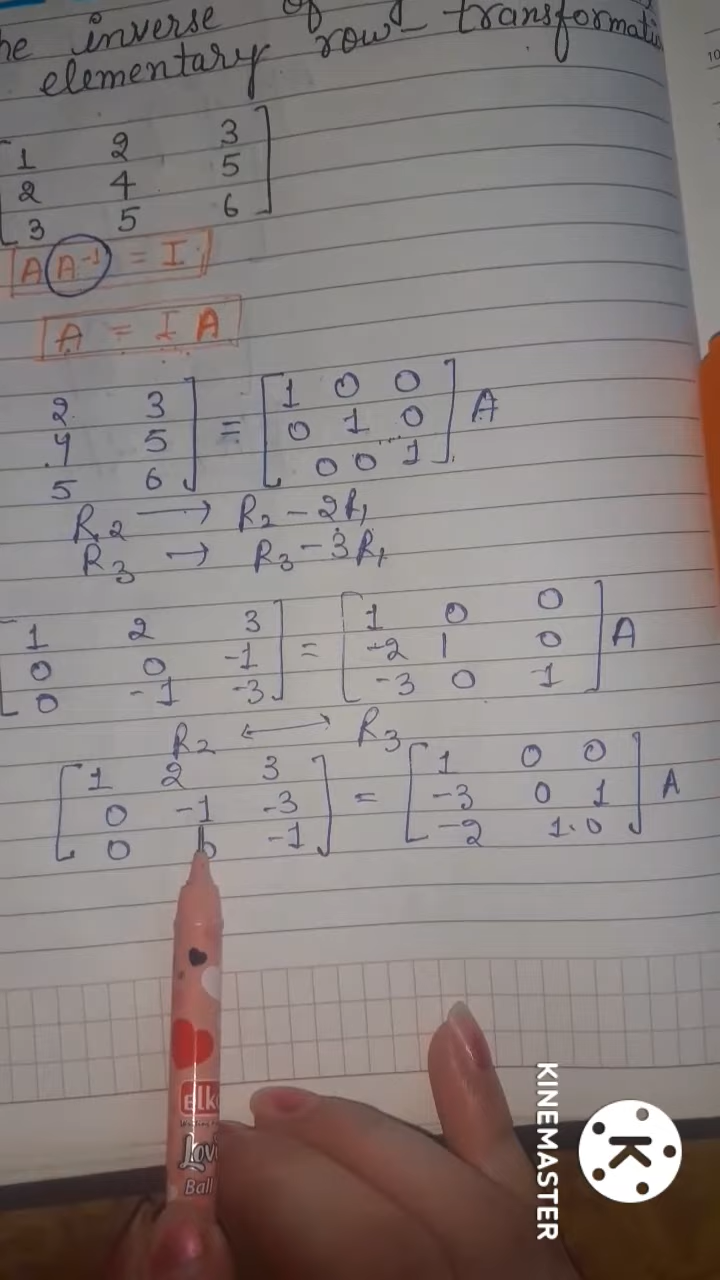 he inverse of
elementary row transformati
1 2 3
2 4 5
3 5 6
A A⁻¹ = I
A = I A
2 3 = 1 0 0 A
4 5 0 1 0
5 6 0 0 1
R₂ → R₂ - 2R₁
R₃ → R₃ - 3R₁
1 2 3 = 1 0 0 A
0 0 -1 -2 1 0
0 -1 -3 -3 0 1
R₂ ↔ R₃
1 2 3 = 1 0 0 A
0 -1 -3 -3 0 1
0 0 -1 -2 1.0
elk
Lovi
Ball
KINEMASTER
10